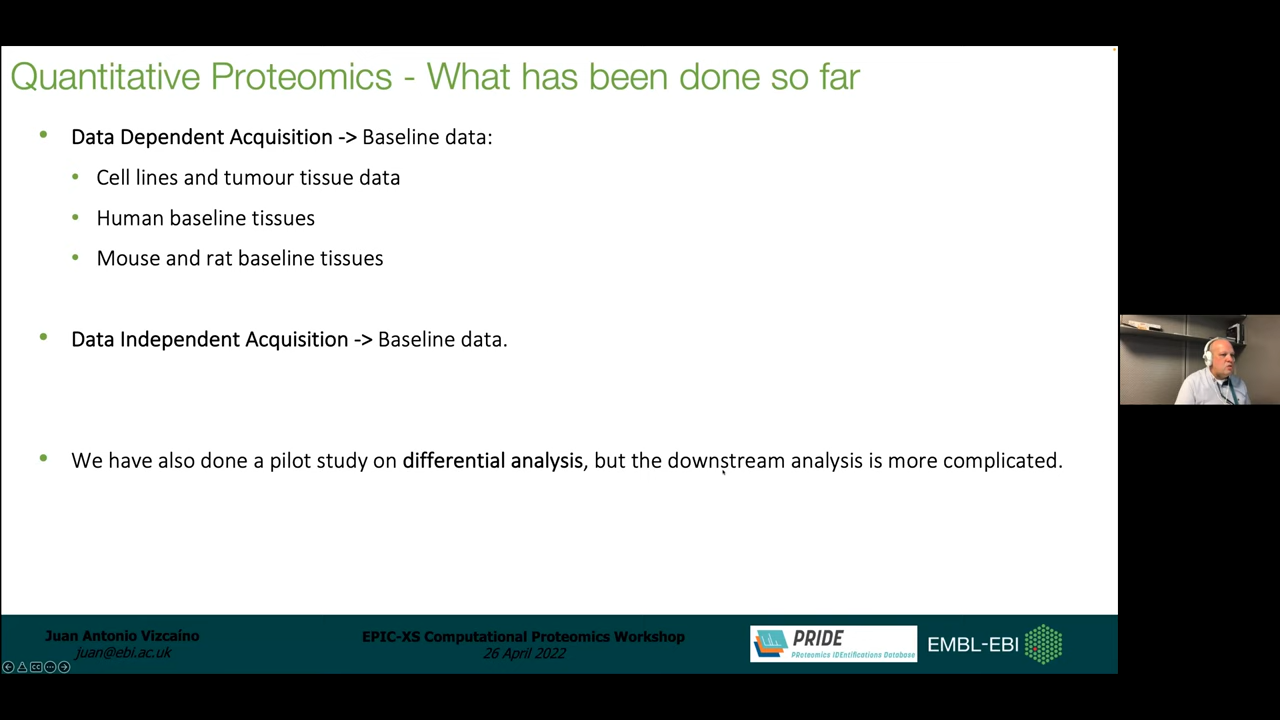 Quantitative Proteomics - What has been done so far
• Data Dependent Acquisition -> Baseline data:
• Cell lines and tumour tissue data
• Human baseline tissues
• Mouse and rat baseline tissues
• Data Independent Acquisition -> Baseline data.
• We have also done a pilot study on differential analysis, but the downstream analysis is more complicated.
Juan Antonio Vizcaíno
juan@ebi.ac.uk
EPIC-XS Computational Proteomics Workshop
26 April 2022
PRIDE
PRoteomics IDEntifications Database
EMBL-EBI